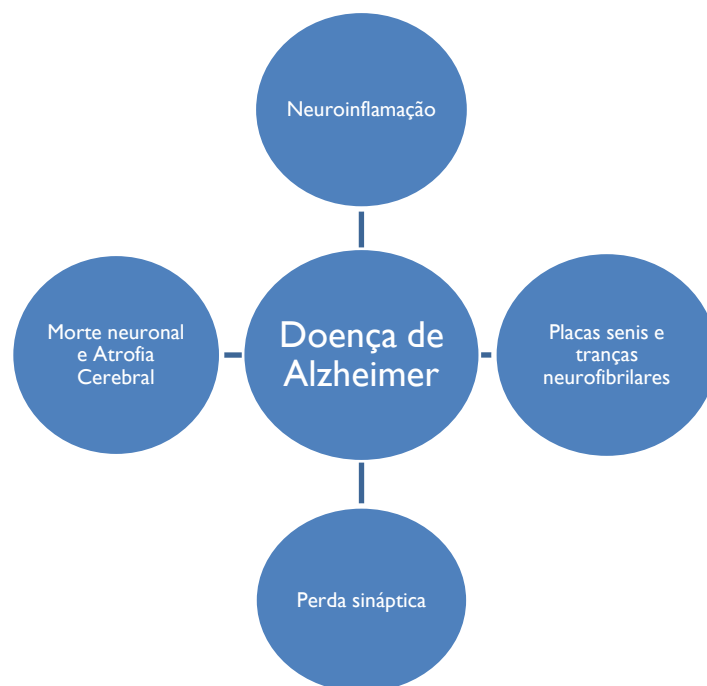 Neuroinflamação
Morte neuronal
e Atrofia
Cerebral
Doença de
Alzheimer
Placas senis e
tranças
neurofibrilares
Perda sináptica